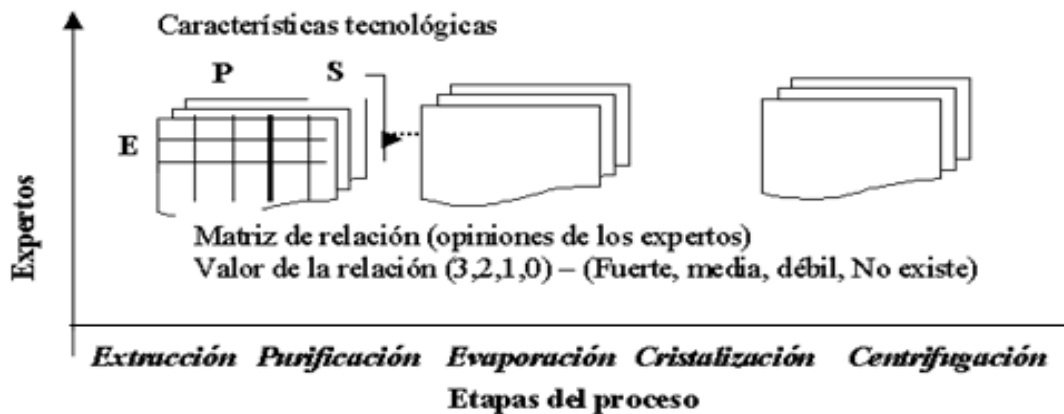 Características tecnológicas
P S
E
Expertos
Matriz de relación (opiniones de los expertos)
Valor de la relación (3,2,1,0) – (Fuerte, media, débil, No existe)
Extracción Purificación Evaporación Cristalización Centrifugación
Etapas del proceso